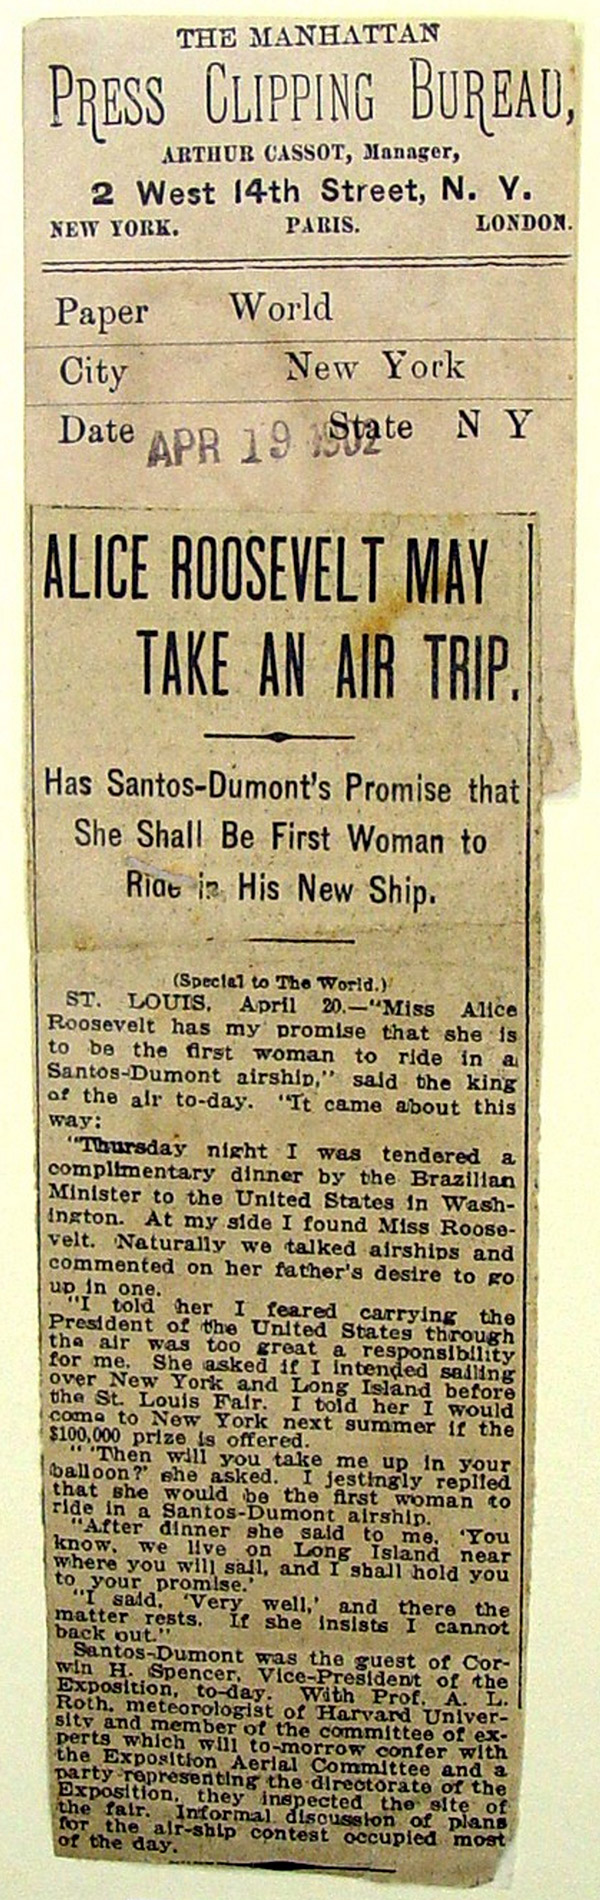 THE MANHATTAN
PRESS CLIPPING BUREAU,
ARTHUR CASSOT, Manager,
2 West 14th Street, N. Y.
NEW YORK. PARIS. LONDON.
Paper World
City New York
Date State N Y
APR 19 1902
ALICE ROOSEVELT MAY
TAKE AN AIR TRIP.
Has Santos-Dumont's Promise that
She Shall Be First Woman to
Ride in His New Ship.
(Special to The World.)
ST. LOUIS, April 20.—"Miss Alice
Roosevelt has my promise that she is
to be the first woman to ride in a
Santos-Dumont airship," said the king
of the air to-day. "It came about this
way:
"Thursday night I was tendered a
complimentary dinner by the Brazilian
Minister to the United States in Wash-
ington. At my side I found Miss Roose-
velt. Naturally we talked airships and
commented on her father's desire to go
up in one.
"I told her I feared carrying the
President of the United States through
the air was too great a responsibility
for me. She asked if I intended sailing
over New York and Long Island before
the St. Louis Fair. I told her I would
come to New York next summer if the
$100,000 prize is offered.
" 'Then will you take me up in your
balloon?' she asked. I jestingly replied
that she would be the first woman to
ride in a Santos-Dumont airship.
"After dinner she said to me, 'You
know, we live on Long Island near
where you will sail, and I shall hold you
to your promise.'
"I said, 'Very well,' and there the
matter rests. If she insists I cannot
back out."
Santos-Dumont was the guest of Cor-
win H. Spencer, Vice-President of the
Exposition, to-day. With Prof. A. L.
Roth, meteorologist of Harvard Univer-
sity and member of the committee of ex-
perts which will to-morrow confer with
the Exposition Aerial Committee and a
party representing the directorate of the
Exposition, they inspected the site of
the fair. Informal discussion of plans
for the air-ship contest occupied most
of the day.